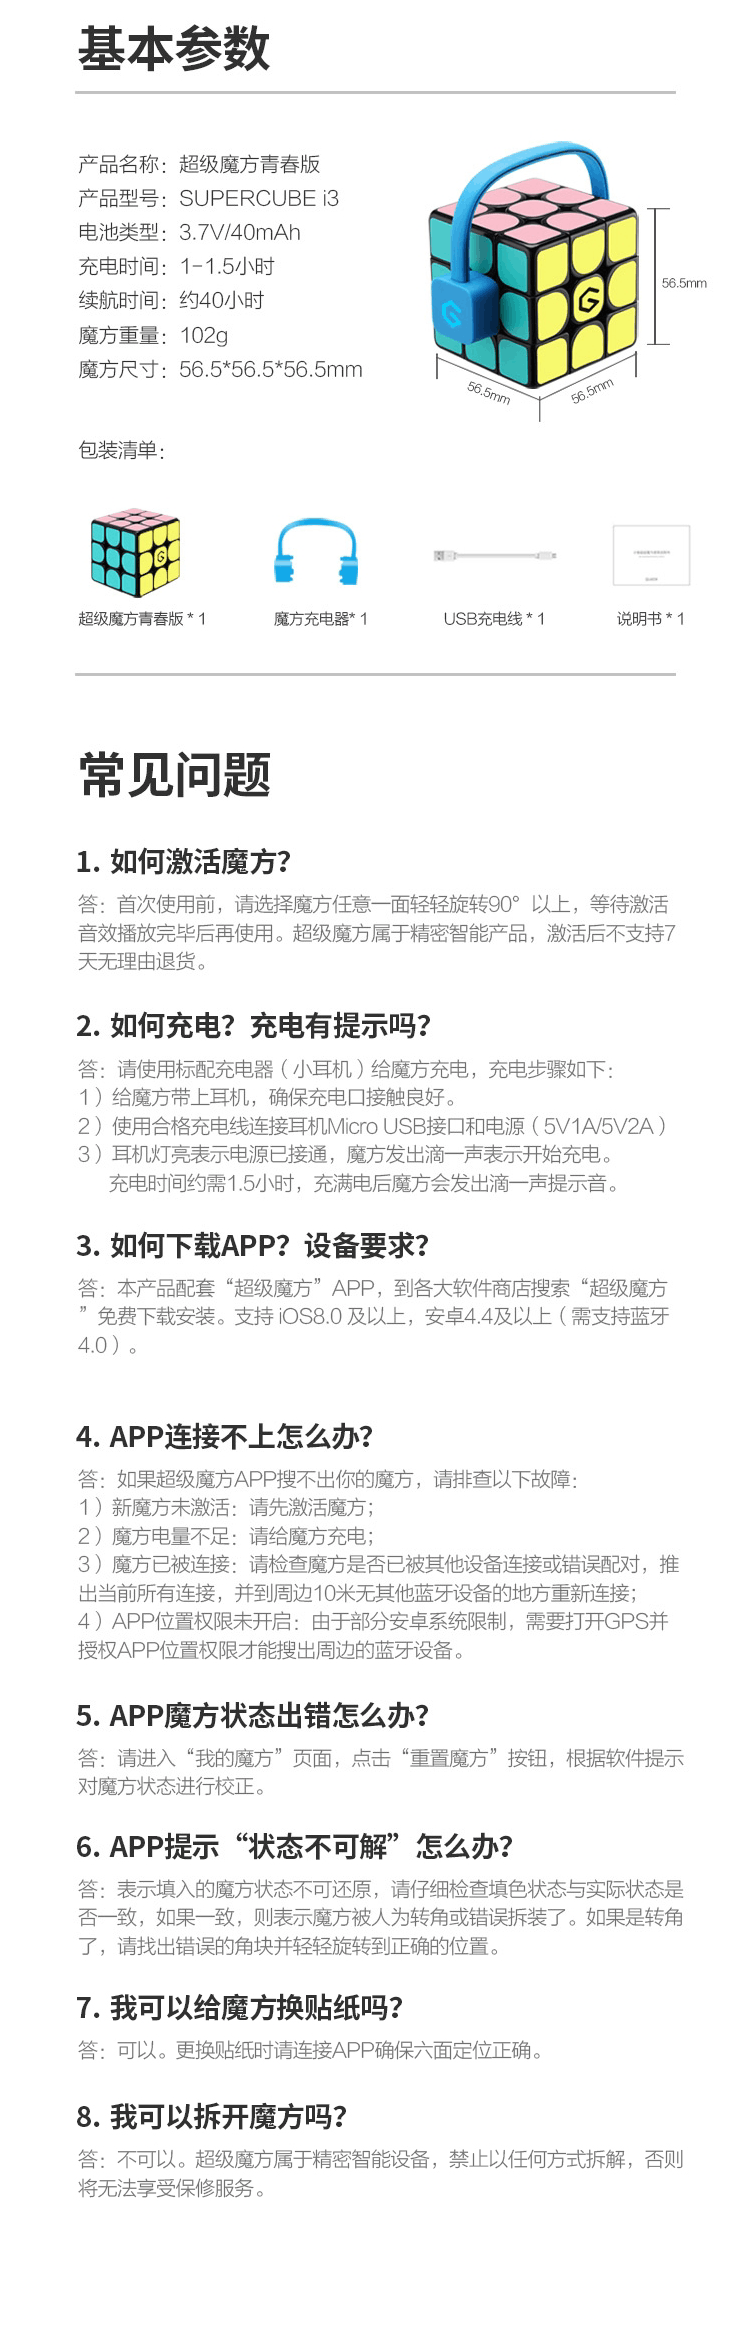 基本参数
产品名称：超级魔方青春版
产品型号：SUPERCUBE i3
电池类型：3.7V/40mAh
充电时间：1-1.5小时
续航时间：约40小时
魔方重量：102g
魔方尺寸：56.5*56.5*56.5mm
56.5mm
56.5mm
56.5mm
包装清单：
超级魔方青春版 * 1
魔方充电器* 1
USB充电线 * 1
说明书 * 1
常见问题
1. 如何激活魔方？
答：首次使用前，请选择魔方任意一面轻轻旋转90°以上，等待激活
音效播放完毕后再使用。超级魔方属于精密智能产品，激活后不支持7
天无理由退货。
2. 如何充电？充电有提示吗？
答：请使用标配充电器（小耳机）给魔方充电，充电步骤如下：
1）给魔方带上耳机，确保充电口接触良好。
2）使用合格充电线连接耳机Micro USB接口和电源（5V1A/5V2A）
3）耳机灯亮表示电源已接通，魔方发出滴一声表示开始充电。
充电时间约需1.5小时，充满电后魔方会发出滴一声提示音。
3. 如何下载APP？设备要求？
答：本产品配套“超级魔方”APP，到各大软件商店搜索“超级魔方
”免费下载安装。支持 iOS8.0 及以上，安卓4.4及以上（需支持蓝牙
4.0）。
4. APP连接不上怎么办？
答：如果超级魔方APP搜不出你的魔方，请排查以下故障：
1）新魔方未激活：请先激活魔方；
2）魔方电量不足：请给魔方充电；
3）魔方已被连接：请检查魔方是否已被其他设备连接或错误配对，推
出当前所有连接，并到周边10米无其他蓝牙设备的地方重新连接；
4）APP位置权限未开启：由于部分安卓系统限制，需要打开GPS并
授权APP位置权限才能搜出周边的蓝牙设备。
5. APP魔方状态出错怎么办？
答：请进入“我的魔方”页面，点击“重置魔方”按钮，根据软件提示
对魔方状态进行校正。
6. APP提示“状态不可解”怎么办？
答：表示填入的魔方状态不可还原，请仔细检查填色状态与实际状态是
否一致，如果一致，则表示魔方被人为转角或错误拆装了。如果是转角
了，请找出错误的角块并轻轻旋转到正确的位置。
7. 我可以给魔方换贴纸吗？
答：可以。更换贴纸时请连接APP确保六面定位正确。
8. 我可以拆开魔方吗？
答：不可以。超级魔方属于精密智能设备，禁止以任何方式拆解，否则
将无法享受保修服务。